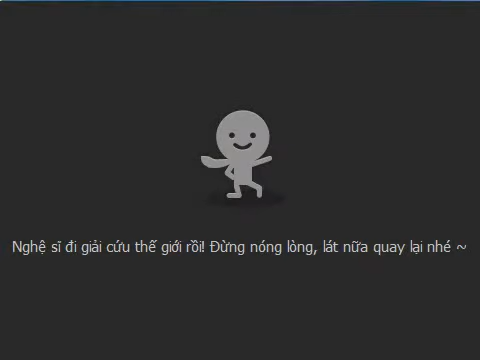 Nghệ sĩ đi giải cứu thế giới rồi! Đừng nóng lòng, lát nữa quay lại nhé ~